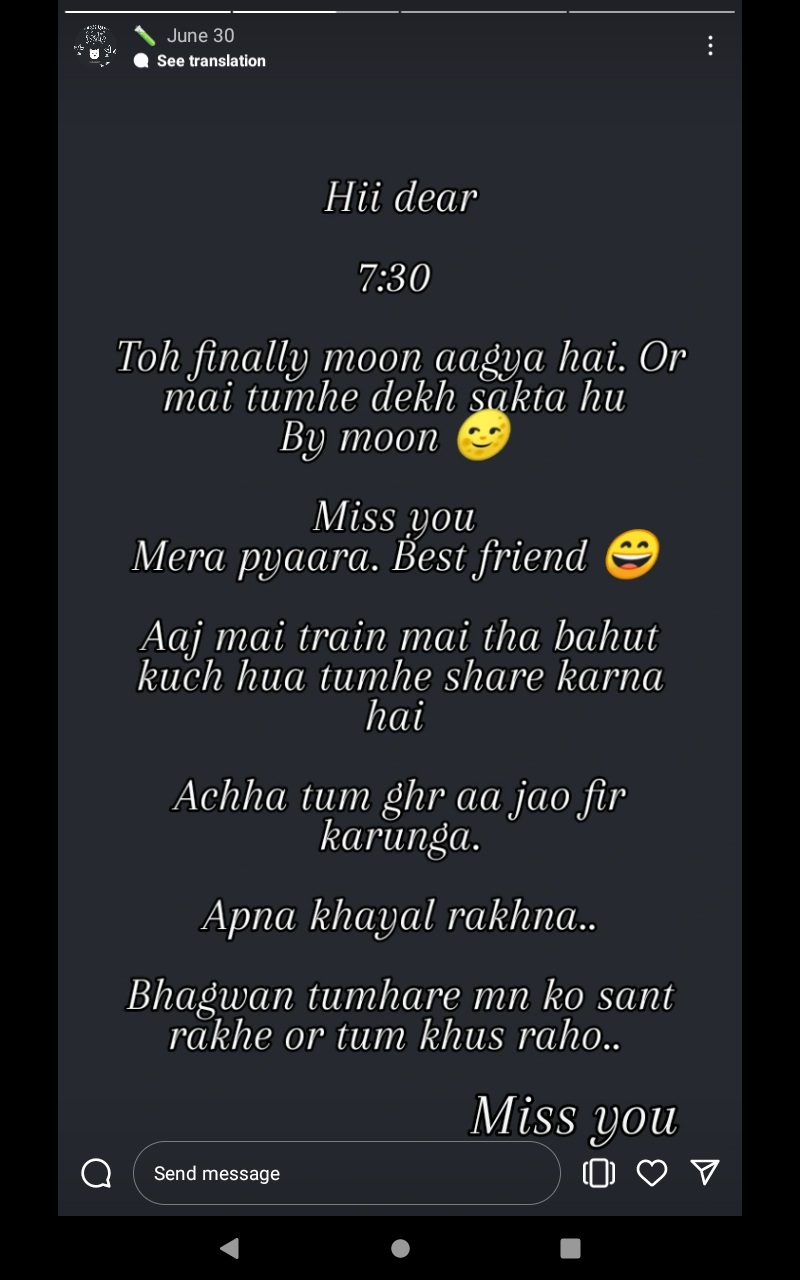 June 30
See translation
Hii dear
7:30
Toh finally moon aagya hai. Or
mai tumhe dekh sakta hu
By moon 🌝
Miss you
Mera pyaara. Best friend 😄
Aaj mai train mai tha bahut
kuch hua tumhe share karna
hai
Achha tum ghr aa jao fir
karunga.
Apna khayal rakhna..
Bhagwan tumhare mn ko sant
rakhe or tum khus raho..
Miss you
Send message